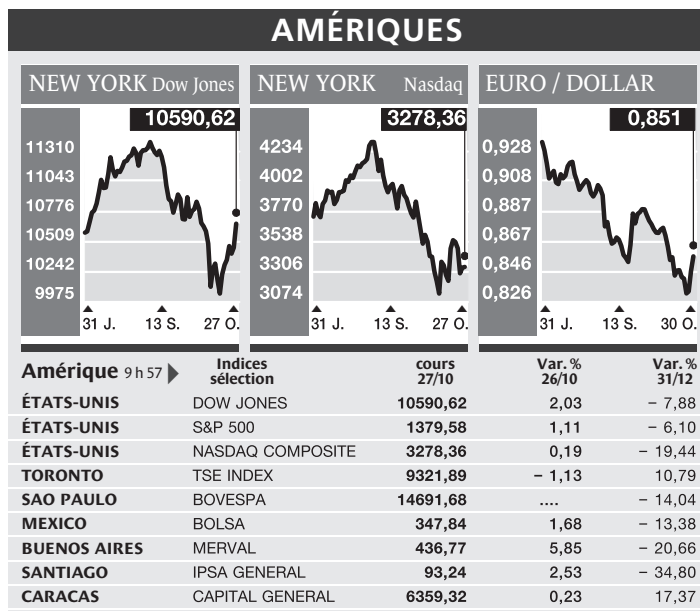 AMÉRIQUES
NEW YORK Dow Jones
10590,62
11310
11043
10776
10509
10242
9975
31 J. 13 S. 27 O.
NEW YORK Nasdaq
3278,36
4234
4002
3770
3538
3306
3074
31 J. 13 S. 27 O.
EURO / DOLLAR
0,851
0,928
0,908
0,887
0,867
0,846
0,826
31 J. 13 S. 30 O.
Amérique 9 h 57 Indices sélection cours 27/10 Var. % 26/10 Var. % 31/12
ÉTATS-UNIS DOW JONES 10590,62 2,03 – 7,88
ÉTATS-UNIS S&P 500 1379,58 1,11 – 6,10
ÉTATS-UNIS NASDAQ COMPOSITE 3278,36 0,19 – 19,44
TORONTO TSE INDEX 9321,89 – 1,13 10,79
SAO PAULO BOVESPA 14691,68 .... – 14,04
MEXICO BOLSA 347,84 1,68 – 13,38
BUENOS AIRES MERVAL 436,77 5,85 – 20,66
SANTIAGO IPSA GENERAL 93,24 2,53 – 34,80
CARACAS CAPITAL GENERAL 6359,32 0,23 17,37